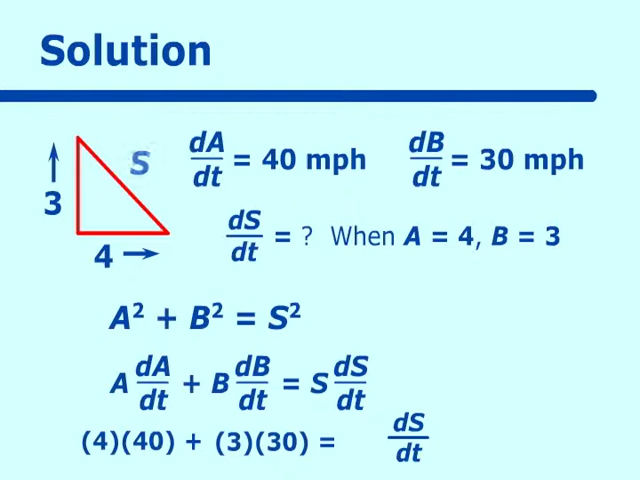 Solution
S
dA/dt = 40 mph dB/dt = 30 mph
3
dS/dt = ? When A = 4, B = 3
4
A² + B² = S²
A dA/dt + B dB/dt = S dS/dt
(4)(40) + (3)(30) = dS/dt